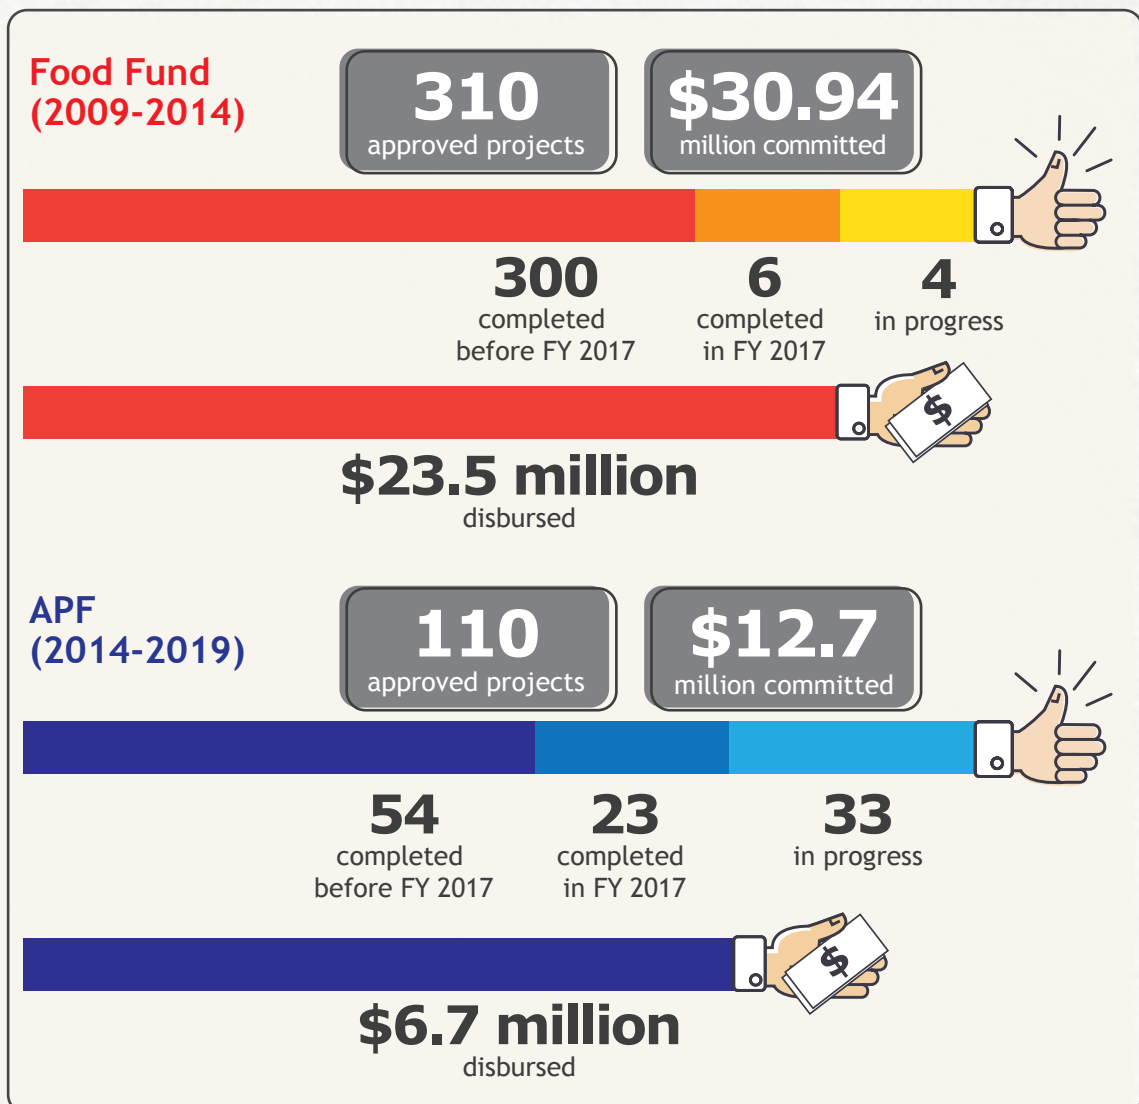 Food Fund
(2009-2014)
310
approved projects
$30.94
million committed
300
completed
before FY 2017
6
completed
in FY 2017
4
in progress
$
$23.5 million
disbursed
APF
(2014-2019)
110
approved projects
$12.7
million committed
54
completed
before FY 2017
23
completed
in FY 2017
33
in progress
$
$6.7 million
disbursed